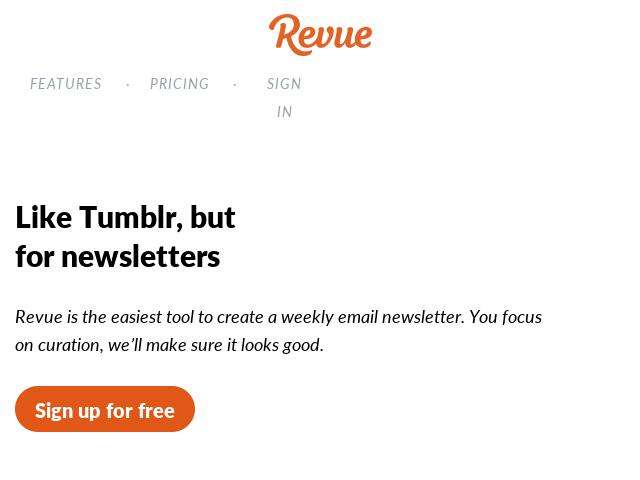 Revue
FEATURES · PRICING · SIGN
IN
Like Tumblr, but
for newsletters
Revue is the easiest tool to create a weekly email newsletter. You focus
on curation, we’ll make sure it looks good.
Sign up for free